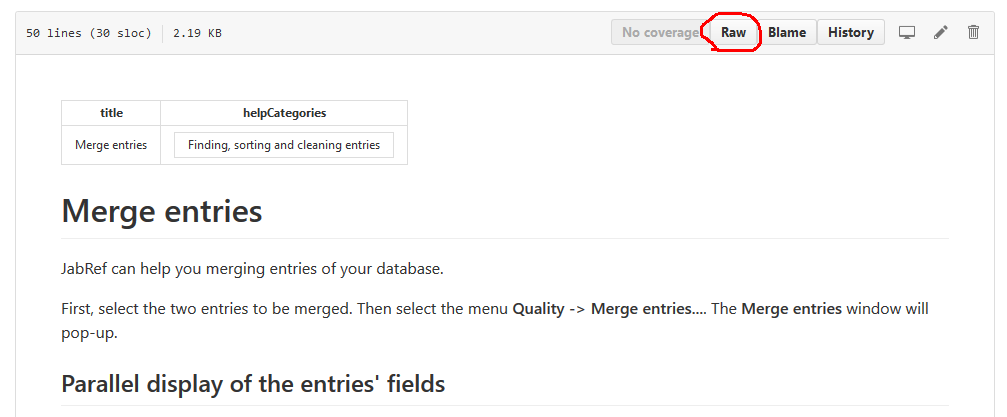 50 lines (30 sloc) 2.19 KB No coverage Raw Blame History
title helpCategories
Merge entries Finding, sorting and cleaning entries
Merge entries
JabRef can help you merging entries of your database.
First, select the two entries to be merged. Then select the menu Quality -> Merge entries.... The Merge entries window will
pop-up.
Parallel display of the entries' fields